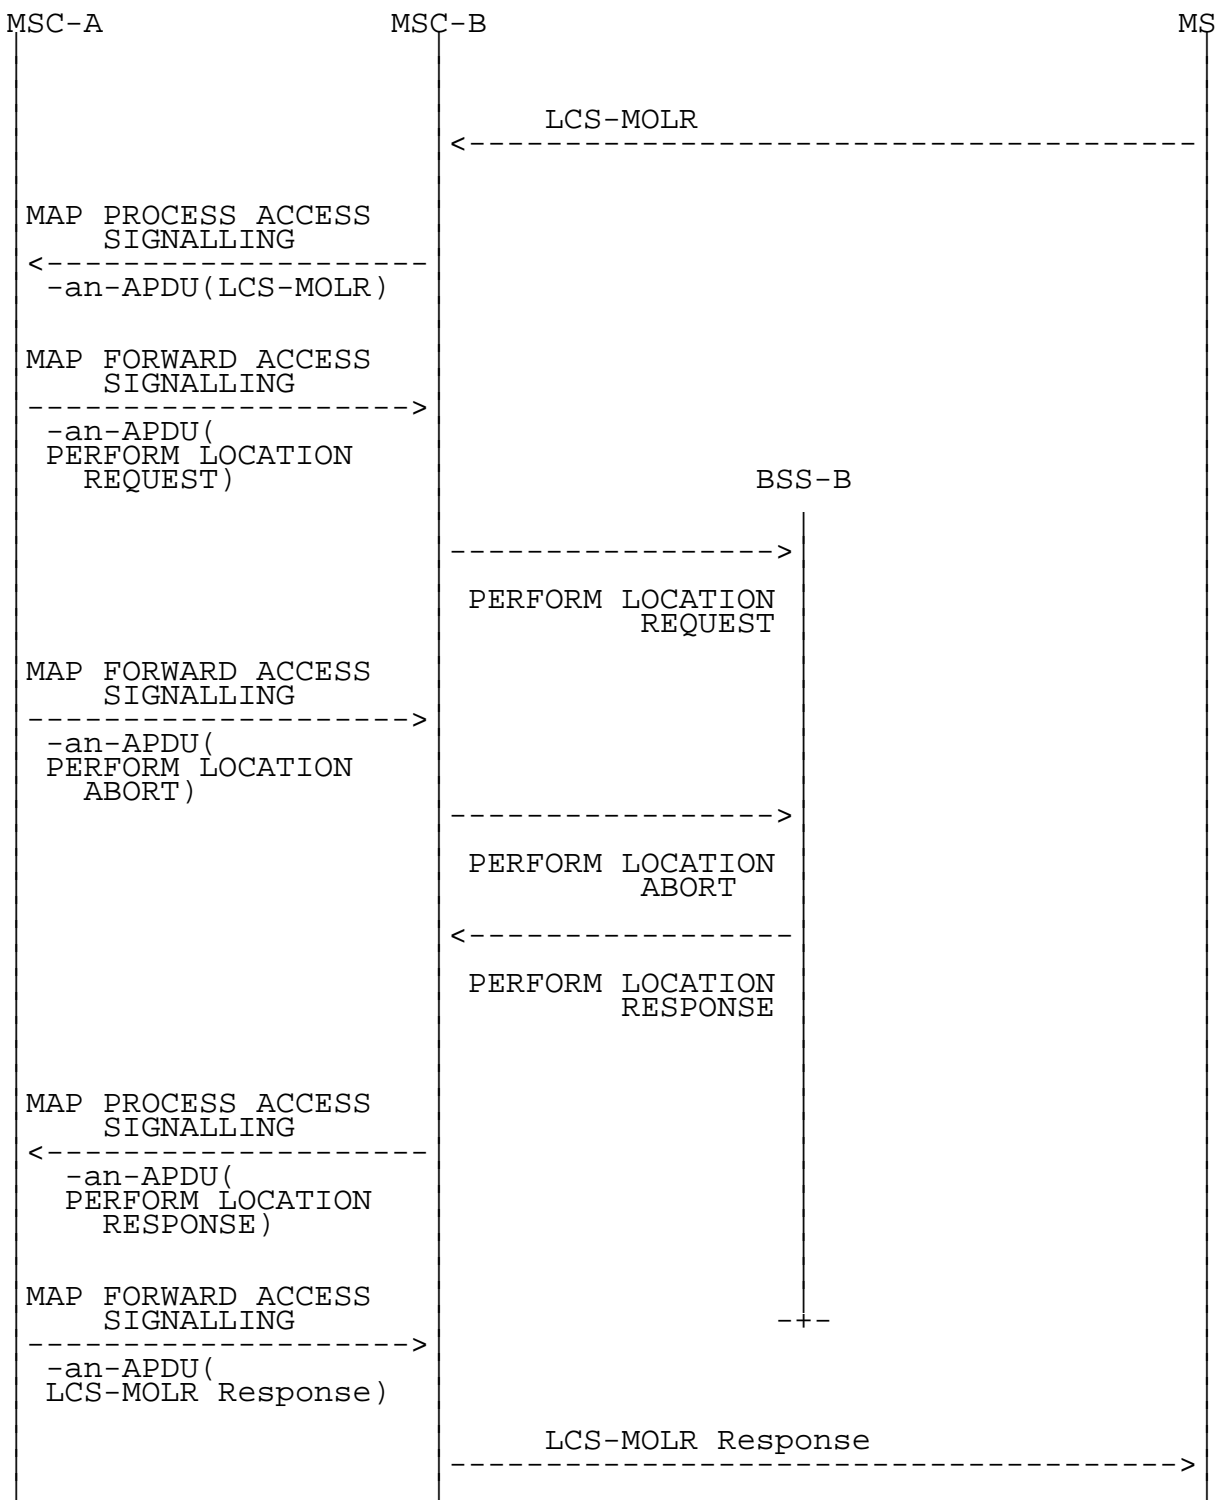 MSC-A MSC-B MS
LCS-MOLR
MAP PROCESS ACCESS
SIGNALLING
-an-APDU(LCS-MOLR)
MAP FORWARD ACCESS
SIGNALLING
-an-APDU(
PERFORM LOCATION
REQUEST)
BSS-B
PERFORM LOCATION
REQUEST
MAP FORWARD ACCESS
SIGNALLING
-an-APDU(
PERFORM LOCATION
ABORT)
PERFORM LOCATION
ABORT
PERFORM LOCATION
RESPONSE
MAP PROCESS ACCESS
SIGNALLING
-an-APDU(
PERFORM LOCATION
RESPONSE)
MAP FORWARD ACCESS
SIGNALLING
-an-APDU(
LCS-MOLR Response)
LCS-MOLR Response